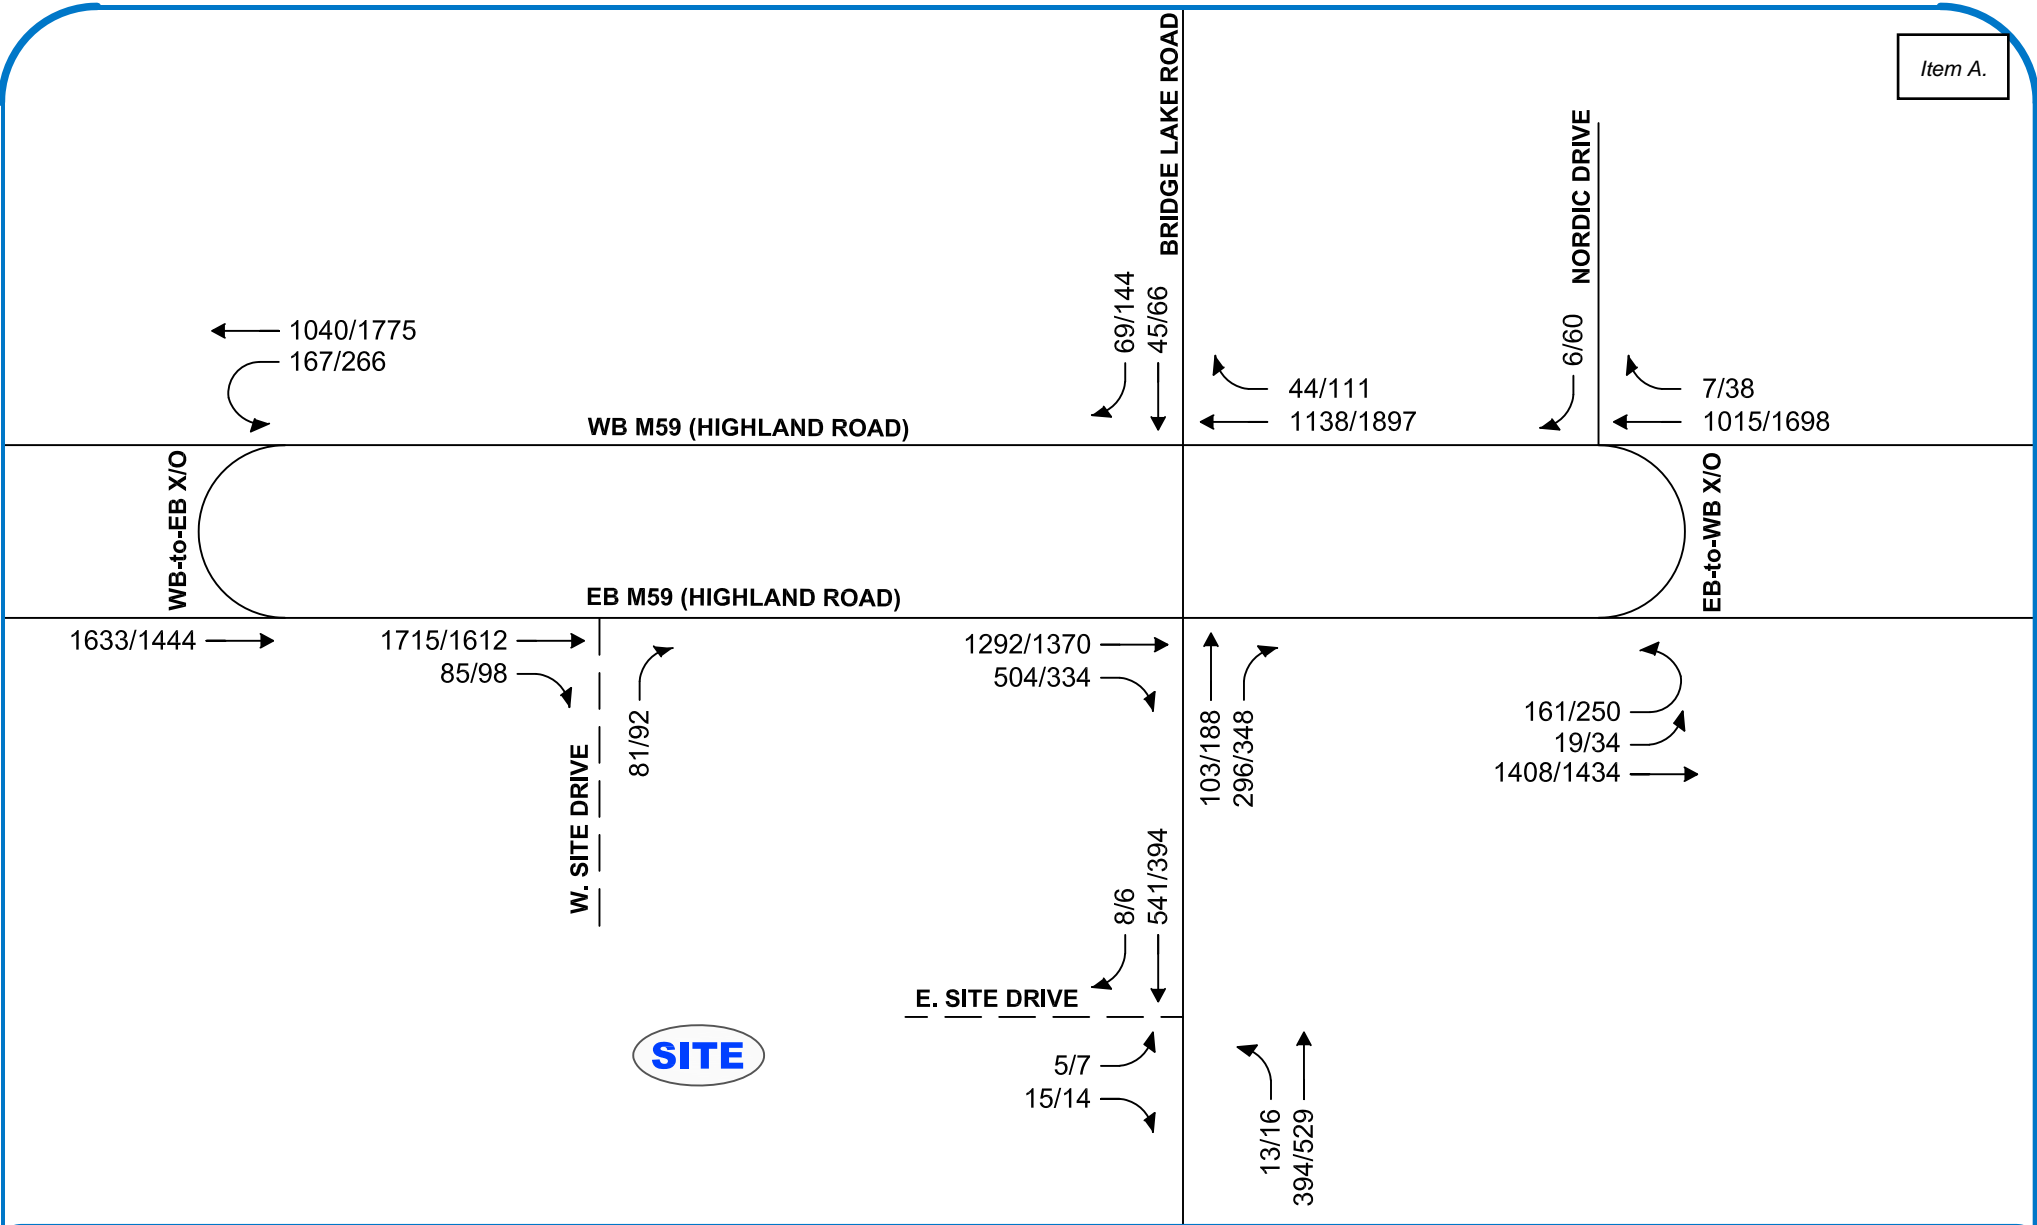 Item A.
BRIDGE LAKE ROAD
NORDIC DRIVE
1040/1775
167/266
69/144
45/66
44/111
1138/1897
6/60
7/38
1015/1698
WB M59 (HIGHLAND ROAD)
WB-to-EB X/O
EB-to-WB X/O
EB M59 (HIGHLAND ROAD)
1633/1444
1715/1612
85/98
81/92
W. SITE DRIVE
1292/1370
504/334
103/188
296/348
161/250
19/34
1408/1434
8/6
541/394
E. SITE DRIVE
SITE
5/7
15/14
13/16
394/529